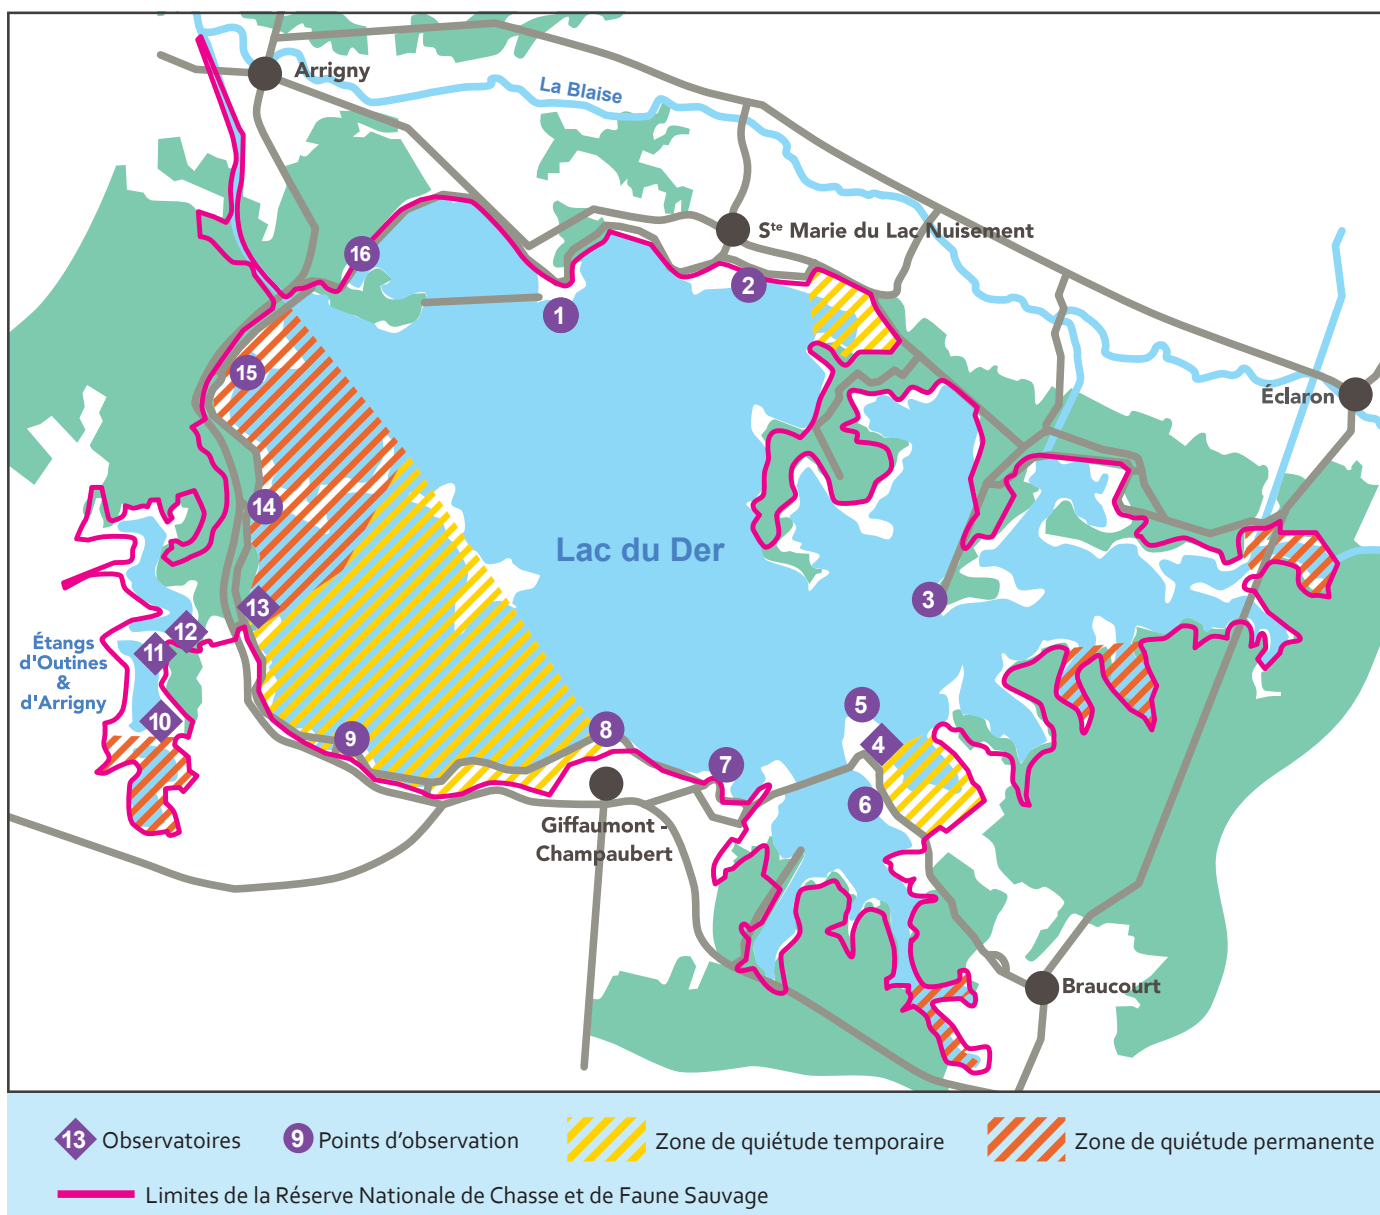 Arrigny
La Blaise
16
Sᵗᵉ Marie du Lac Nuisement
2
1
15
Éclaron
14
Lac du Der
3
13
12
11
Étangs
d'Outines
&
d'Arrigny
10
5
4
8
9
7
6
Giffaumont -
Champaubert
Braucourt
13 Observatoires
9 Points d'observation
Zone de quiétude temporaire
Zone de quiétude permanente
Limites de la Réserve Nationale de Chasse et de Faune Sauvage